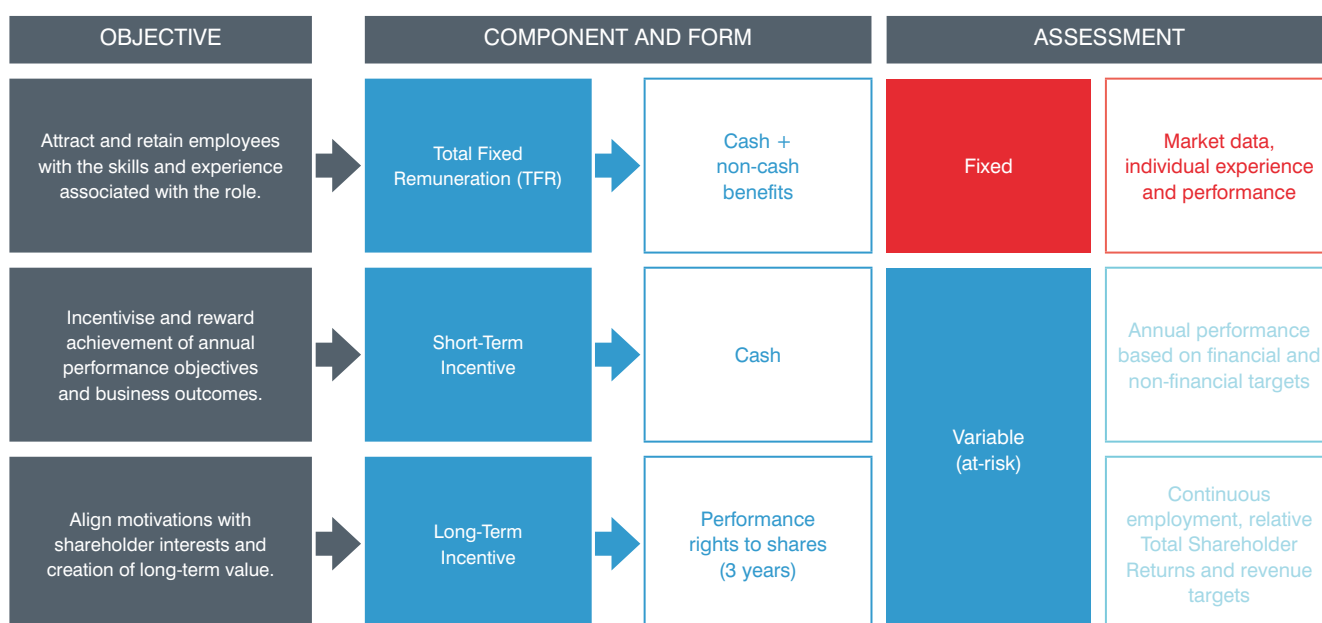 OBJECTIVE
COMPONENT AND FORM
ASSESSMENT
Attract and retain employees
with the skills and experience
associated with the role.
Total Fixed
Remuneration (TFR)
Cash +
non-cash
benefits
Fixed
Market data,
individual experience
and performance
Incentivise and reward
achievement of annual
performance objectives
and business outcomes.
Short-Term
Incentive
Cash
Variable
(at-risk)
Annual performance
based on financial and
non-financial targets
Align motivations with
shareholder interests and
creation of long-term value.
Long-Term
Incentive
Performance
rights to shares
(3 years)
Continuous
employment, relative
Total Shareholder
Returns and revenue
targets